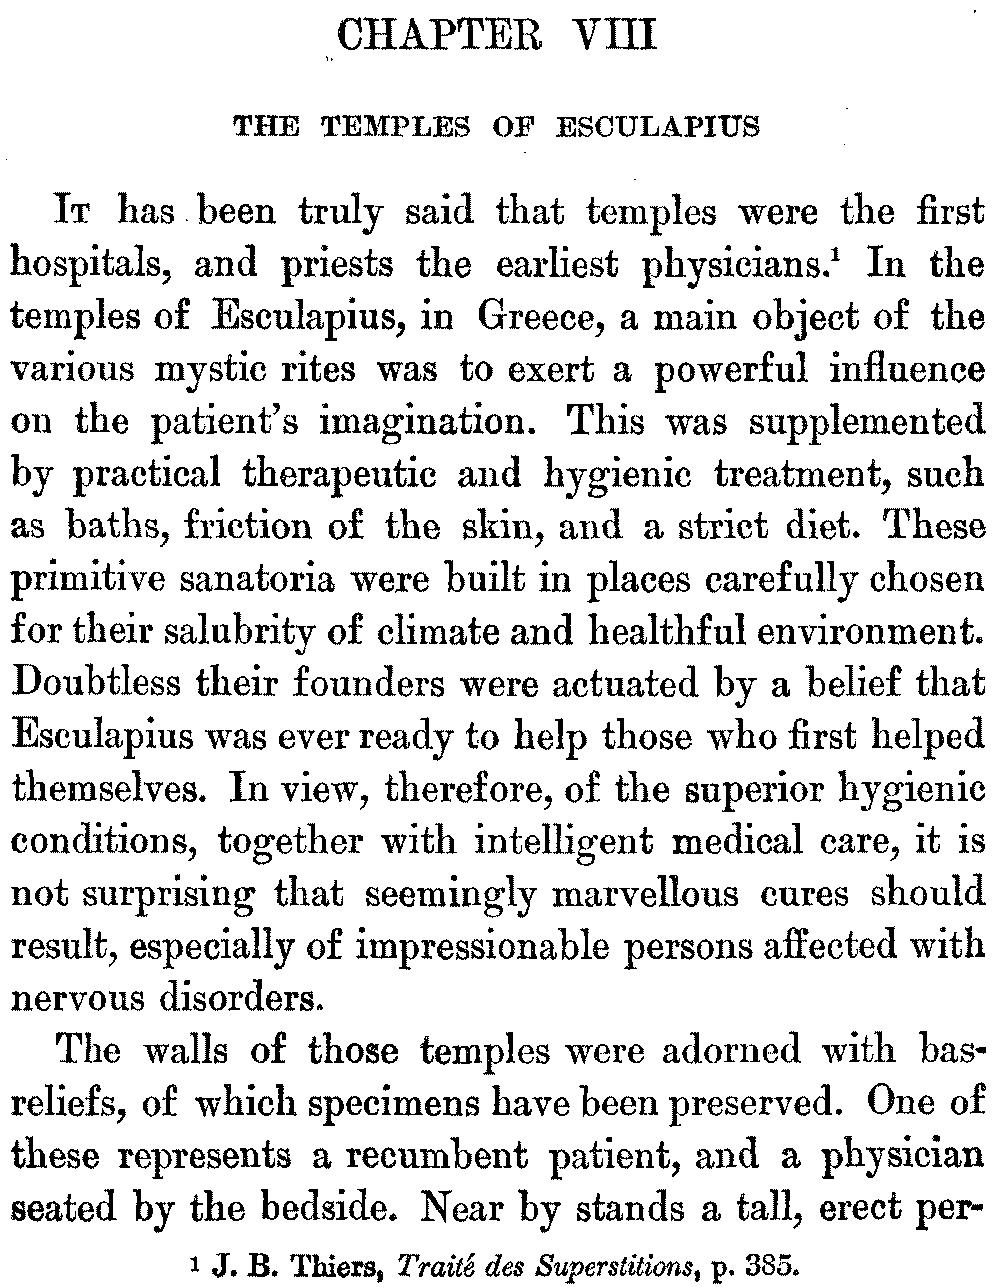 CHAPTER VIII
THE TEMPLES OF ESCULAPIUS
It has been truly said that temples were the first
hospitals, and priests the earliest physicians.¹ In the
temples of Esculapius, in Greece, a main object of the
various mystic rites was to exert a powerful influence
on the patient's imagination. This was supplemented
by practical therapeutic and hygienic treatment, such
as baths, friction of the skin, and a strict diet. These
primitive sanatoria were built in places carefully chosen
for their salubrity of climate and healthful environment.
Doubtless their founders were actuated by a belief that
Esculapius was ever ready to help those who first helped
themselves. In view, therefore, of the superior hygienic
conditions, together with intelligent medical care, it is
not surprising that seemingly marvellous cures should
result, especially of impressionable persons affected with
nervous disorders.
The walls of those temples were adorned with bas-
reliefs, of which specimens have been preserved. One of
these represents a recumbent patient, and a physician
seated by the bedside. Near by stands a tall, erect per-
¹ J. B. Thiers, Traité des Superstitions, p. 385.